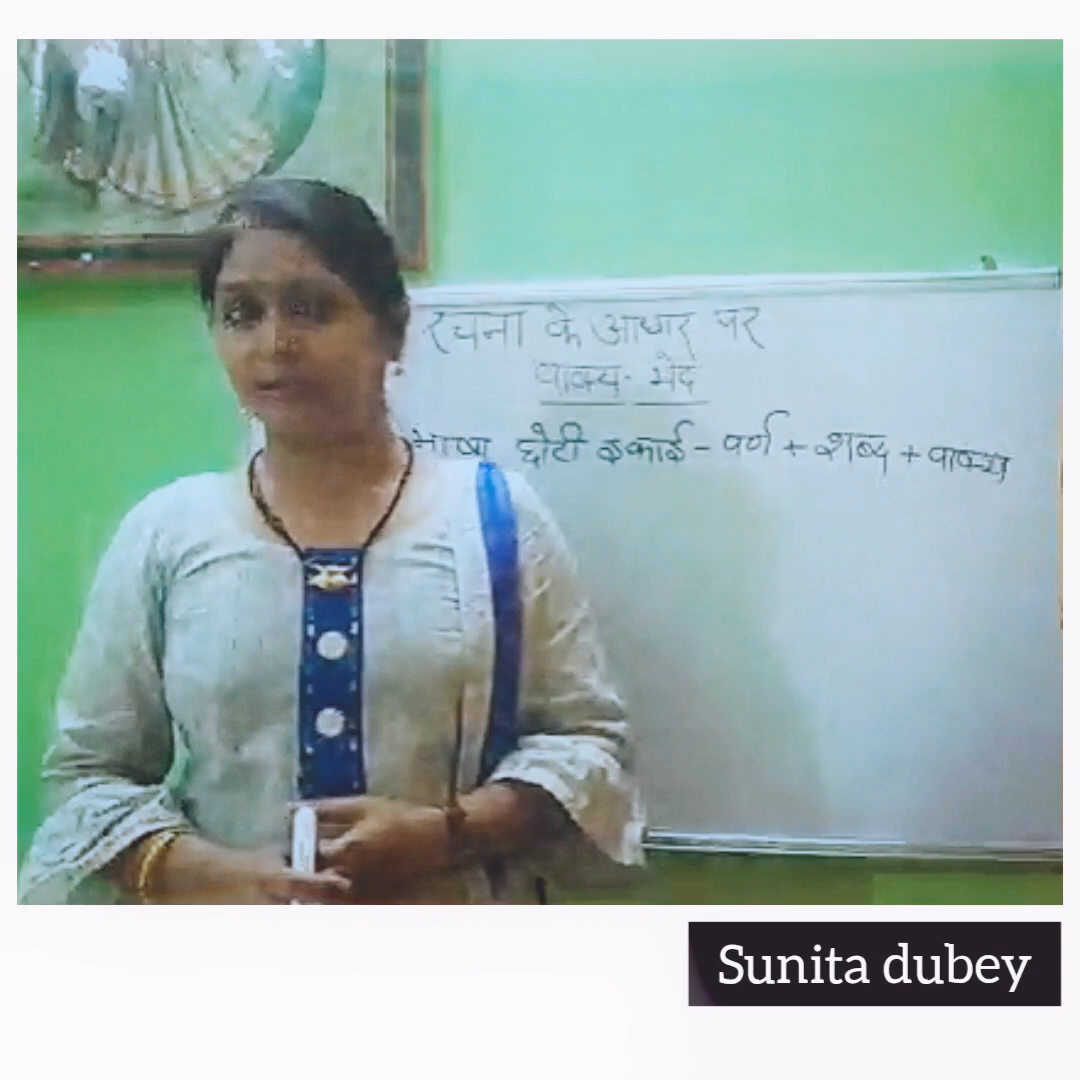 रचना के आधार पर
वाक्य- भेद
भाषा छोटी इकाई - वर्ण + शब्द + वाक्य
Sunita dubey